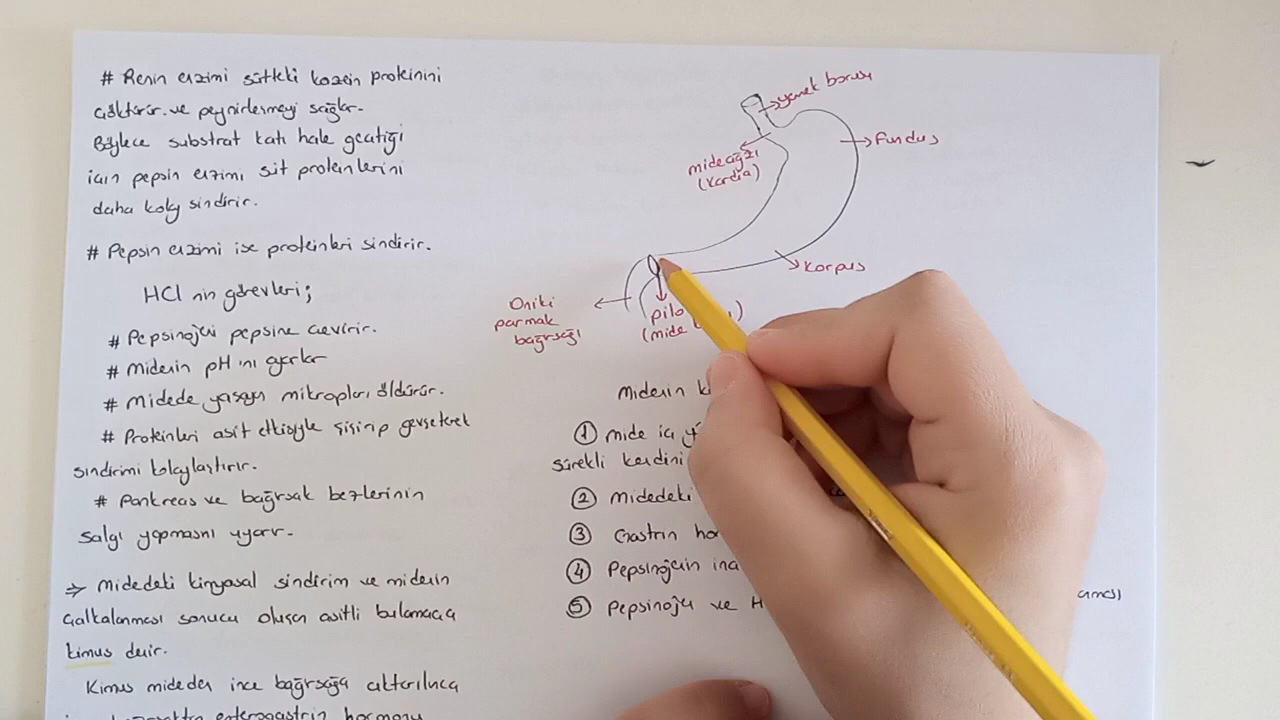 # Renin enzimi sütteki kazein proteinini
çöktürür ve peynirleşmeyi sağlar.
Böylece substrat katı hale geçtiği
için pepsin enzimi süt proteinlerini
daha kolay sindirir.
# Pepsin enzimi ise proteinleri sindirir.
HCl nin görevleri;
# Pepsinojeni pepsine çevirir.
# Midenin pH ını ayarlar
# Midede yaşayan mikropları öldürür.
# Proteinleri asit etkisiyle şişirip gevşeterek
sindirimi kolaylaştırır.
# Pankreas ve bağırsak bezlerinin
salgı yapmasını uyarır.
⇒ Midedeki kimyasal sindirim ve midenin
çalkalanması sonucu oluşan asitli bulamaca
kimus denir.
Kimus mideden ince bağırsağa aktarılınca
enterogastrin hormonu
yemek borusu
fundus
mide ağzı
(kardia)
korpus
Oniki
parmak
bağırsağı
pilo
(mide
Midenin k
① mide iç y
sürekli kendini
② midedeki
③ Gastrin hor
④ Pepsinojenin ina
⑤ pepsinojen ve H